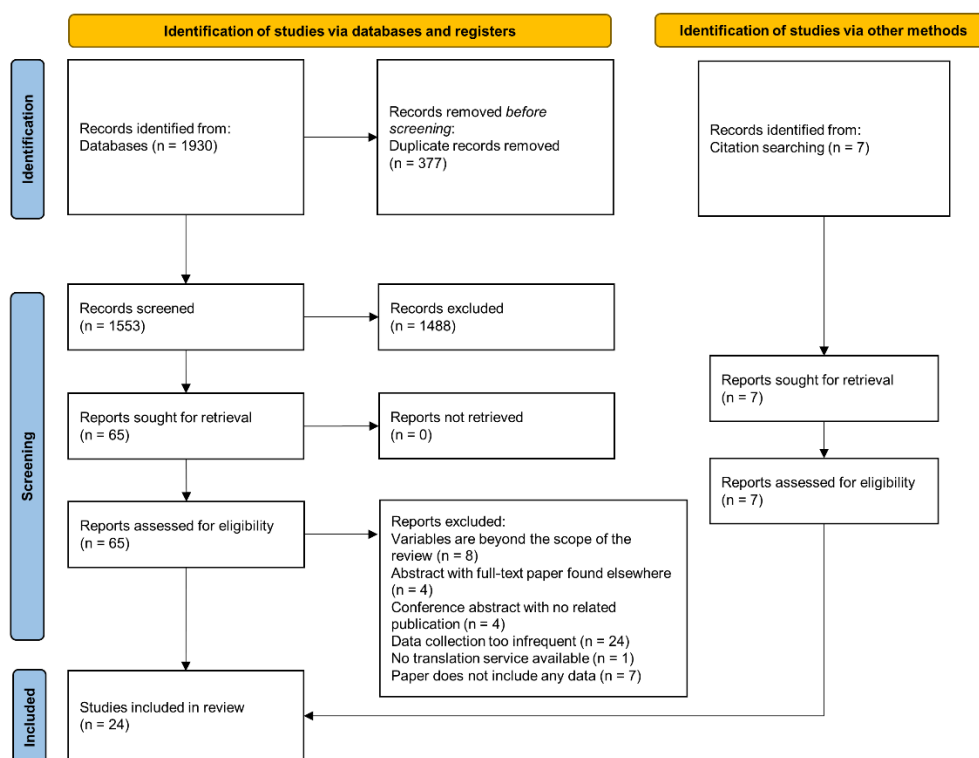 Identification of studies via databases and registers
Identification of studies via other methods
Identification
Records identified from:
Databases (n = 1930)
Records removed before
screening:
Duplicate records removed
(n = 377)
Records identified from:
Citation searching (n = 7)
Screening
Records screened
(n = 1553)
Records excluded
(n = 1488)
Reports sought for retrieval
(n = 65)
Reports not retrieved
(n = 0)
Reports sought for retrieval
(n = 7)
Reports assessed for eligibility
(n = 65)
Reports excluded:
Variables are beyond the scope of the
review (n = 8)
Abstract with full-text paper found elsewhere
(n = 4)
Conference abstract with no related
publication (n = 4)
Data collection too infrequent (n = 24)
No translation service available (n = 1)
Paper does not include any data (n = 7)
Reports assessed for eligibility
(n = 7)
Included
Studies included in review
(n = 24)